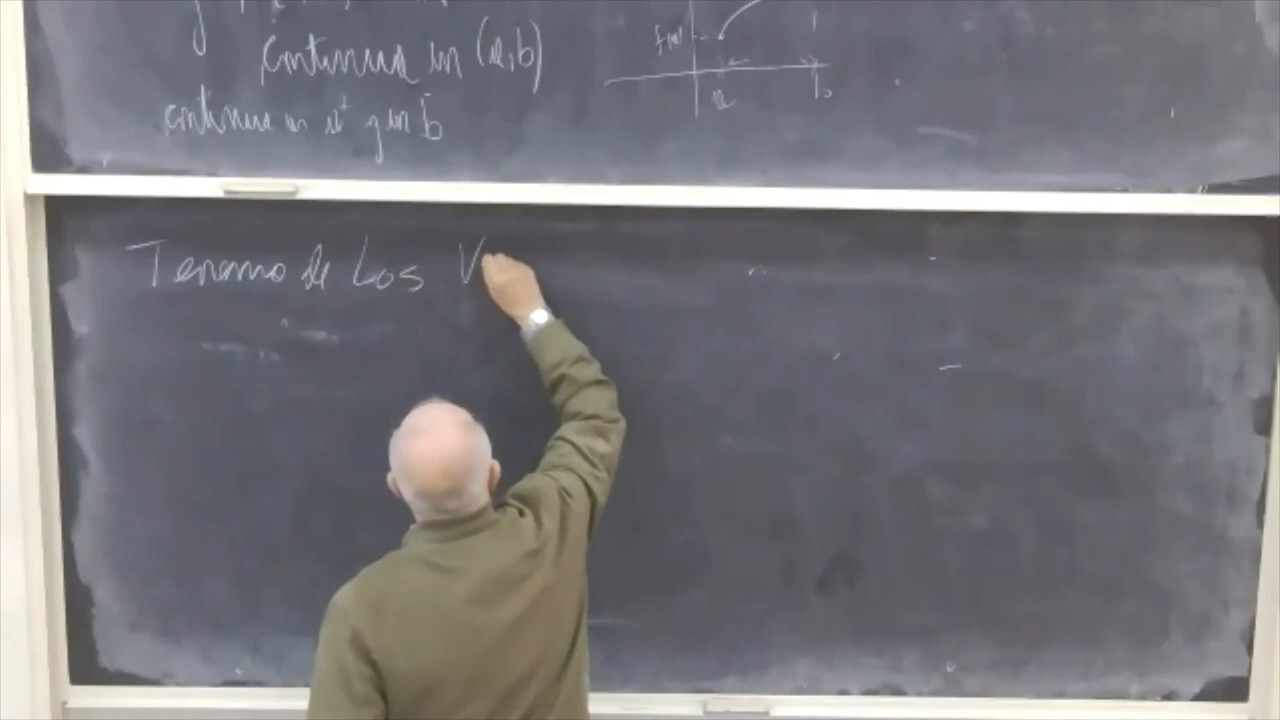 continua en (a,b)
continua en a⁺ y en b⁻
f(a)
a b
Teorema de Los V